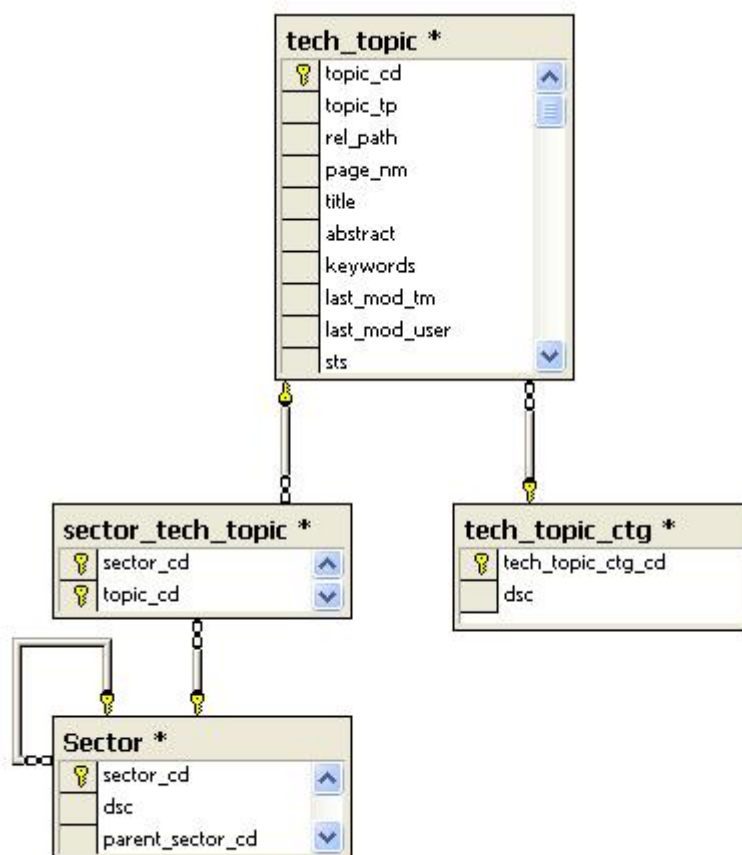 tech_topic *
topic_cd
topic_tp
rel_path
page_nm
title
abstract
keywords
last_mod_tm
last_mod_user
sts
sector_tech_topic *
sector_cd
topic_cd
tech_topic_ctg *
tech_topic_ctg_cd
dsc
Sector *
sector_cd
dsc
parent_sector_cd